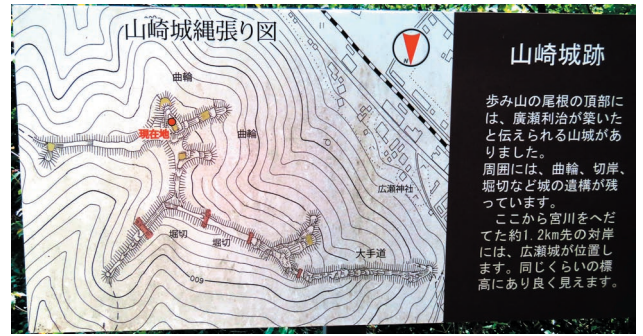 山崎城縄張り図
N
曲輪
現在地
曲輪
広瀬神社
堀切
堀切
大手道
600
山崎城跡
歩み山の尾根の頂部に
は、廣瀬利治が築いた
と伝えられる山城があ
りました。
周囲には、曲輪、切岸、
堀切など城の遺構が残
っています。
ここから宮川をへだ
てた約1.2km先の対岸
には、広瀬城が位置し
ます。同じくらいの標
高にあり良く見えます。